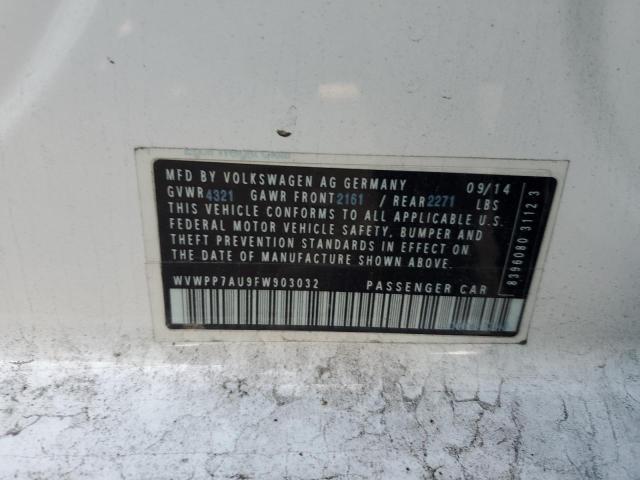 MFD BY VOLKSWAGEN AG GERMANY 09/14
GVWR 4321 GAWR FRONT 2161 / REAR 2271 LBS
THIS VEHICLE CONFORMS TO ALL APPLICABLE U.S.
FEDERAL MOTOR VEHICLE SAFETY, BUMPER AND
THEFT PREVENTION STANDARDS IN EFFECT ON
THE DATE OF MANUFACTURE SHOWN ABOVE.
WVWPP7AU9FW903032 PASSENGER CAR
8396080 3112 3